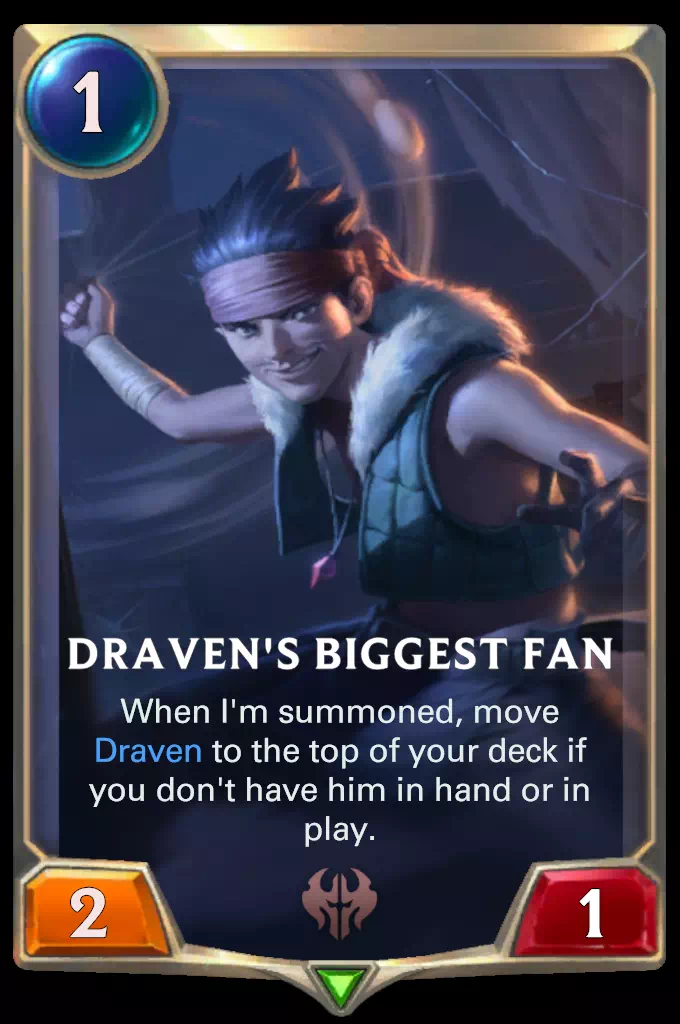 1
DRAVEN'S BIGGEST FAN
When I'm summoned, move
Draven to the top of your deck if
you don't have him in hand or in
play.
2
1